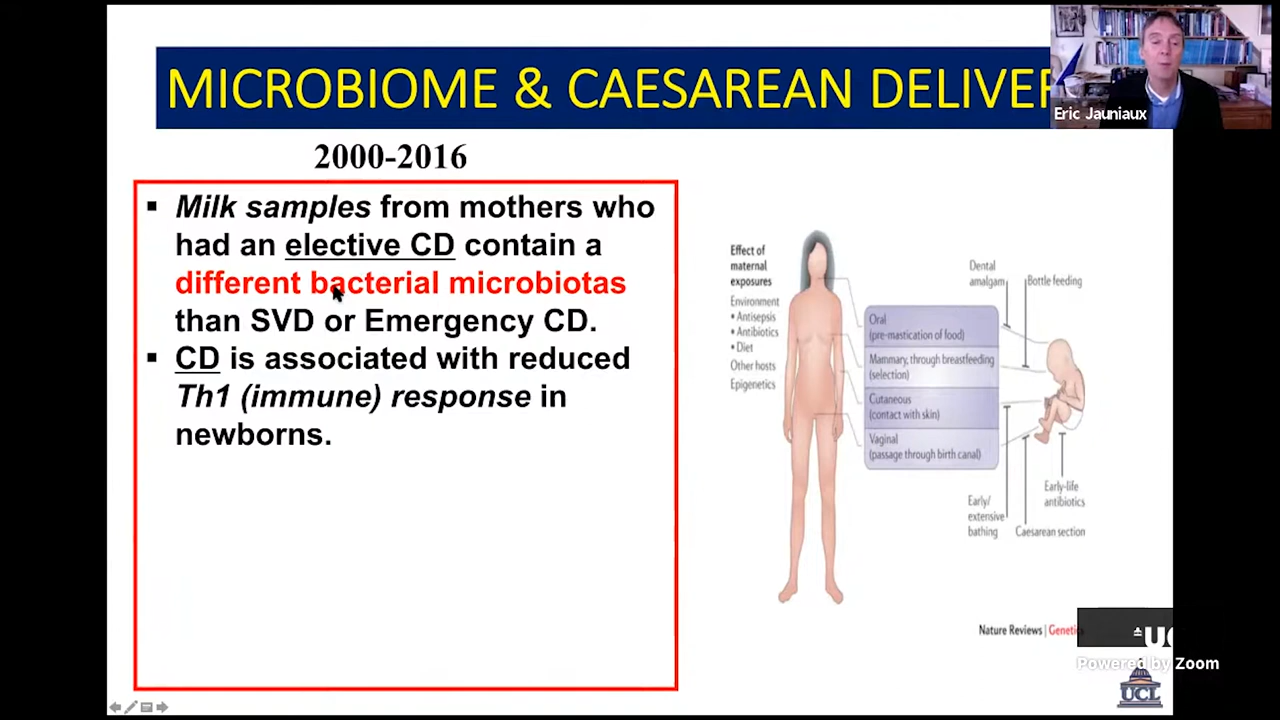 MICROBIOME & CAESAREAN DELIVER
Eric Jauniaux
2000-2016
▪ Milk samples from mothers who
had an elective CD contain a
different bacterial microbiotas
than SVD or Emergency CD.
▪ CD is associated with reduced
Th1 (immune) response in
newborns.
Effect of
maternal
exposures
Environment
• Antisepsis
• Antibiotics
• Diet
Other hosts
Epigenetics
Oral
(pre-mastication of food)
Mammary, through breastfeeding
(selection)
Cutaneous
(contact with skin)
Vaginal
(passage through birth canal)
Dental
amalgam
Bottle feeding
Early-life
antibiotics
Early/
extensive
bathing
Caesarean section
Nature Reviews | Genetic
UC
Powered by Zoom
UCL